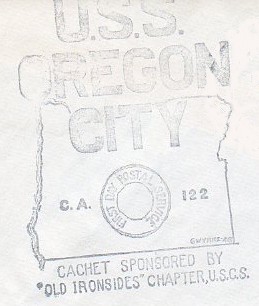 U.S.S.
OREGON
CITY
C.A. 122
FIRST DAY POSTAL SERVICE
CACHET SPONSORED BY
"OLD IRONSIDES" CHAPTER, U.S.C.S.